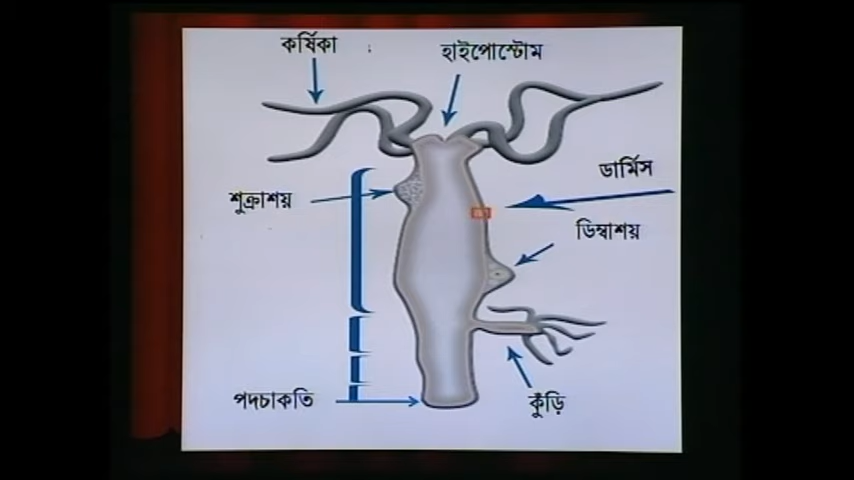 কর্ষিকা
হাইপোস্টোম
ডার্মিস
শুক্রাশয়
ডিম্বাশয়
পদচাকতি
কুঁড়ি